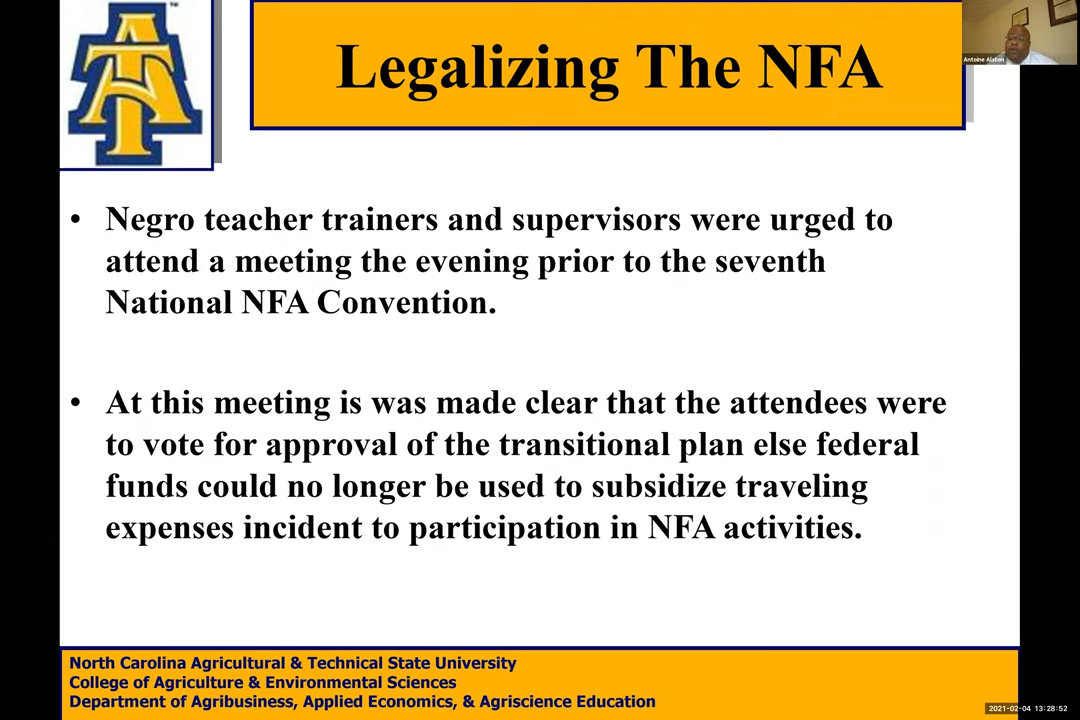 TM
AT
Legalizing The NFA
Antoine Alston
• Negro teacher trainers and supervisors were urged to
attend a meeting the evening prior to the seventh
National NFA Convention.
• At this meeting is was made clear that the attendees were
to vote for approval of the transitional plan else federal
funds could no longer be used to subsidize traveling
expenses incident to participation in NFA activities.
North Carolina Agricultural & Technical State University
College of Agriculture & Environmental Sciences
Department of Agribusiness, Applied Economics, & Agriscience Education
2021-02-04 13:28:52